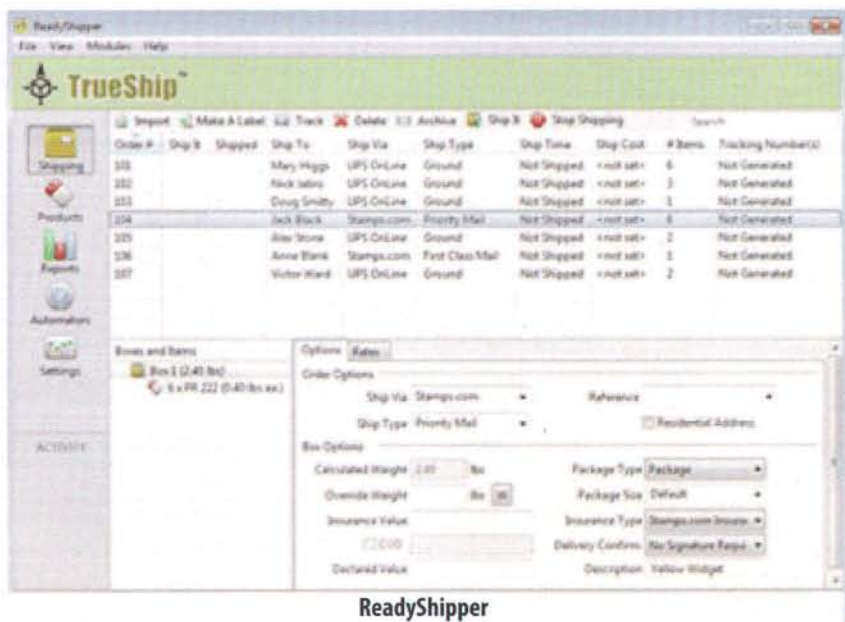 ReadyShipper
File View Modules Help
TrueShip™
Import Make A Label Track Delete Archive Ship It Stop Shipping Search
Order # Ship It Shipped Ship To Ship Via Ship Type Ship Time Ship Cost # Items Tracking Number(s)
101 Mary Higgs UPS OnLine Ground Not Shipped <not set> 6 Not Generated
102 Nick UPS OnLine Ground Not Shipped <not set> 3 Not Generated
103 Doug Smitty UPS OnLine Ground Not Shipped <not set> 1 Not Generated
104 Jack Black Stamps.com Priority Mail Not Shipped <not set> 6 Not Generated
105 Alex Stone UPS OnLine Ground Not Shipped <not set> 2 Not Generated
106 Anne Blank Stamps.com First Class Mail Not Shipped <not set> 1 Not Generated
107 Victor Ward UPS OnLine Ground Not Shipped <not set> 2 Not Generated
Shipping
Products
Reports
Automators
Settings
ACTIVITY
Boxes and Items
Box 1 (2.40 lbs)
6 x PR 222 (0.40 lbs ea.)
Options Rates
Order Options
Ship Via Stamps.com Reference
Ship Type Priority Mail Residential Address
Box Options
Calculated Weight 2.40 lbs Package Type Package
Override Weight lbs Package Size Default
Insurance Value Insurance Type Stamps.com
COD Delivery Confirm No Signature
Declared Value Description Yellow Widget
ReadyShipper